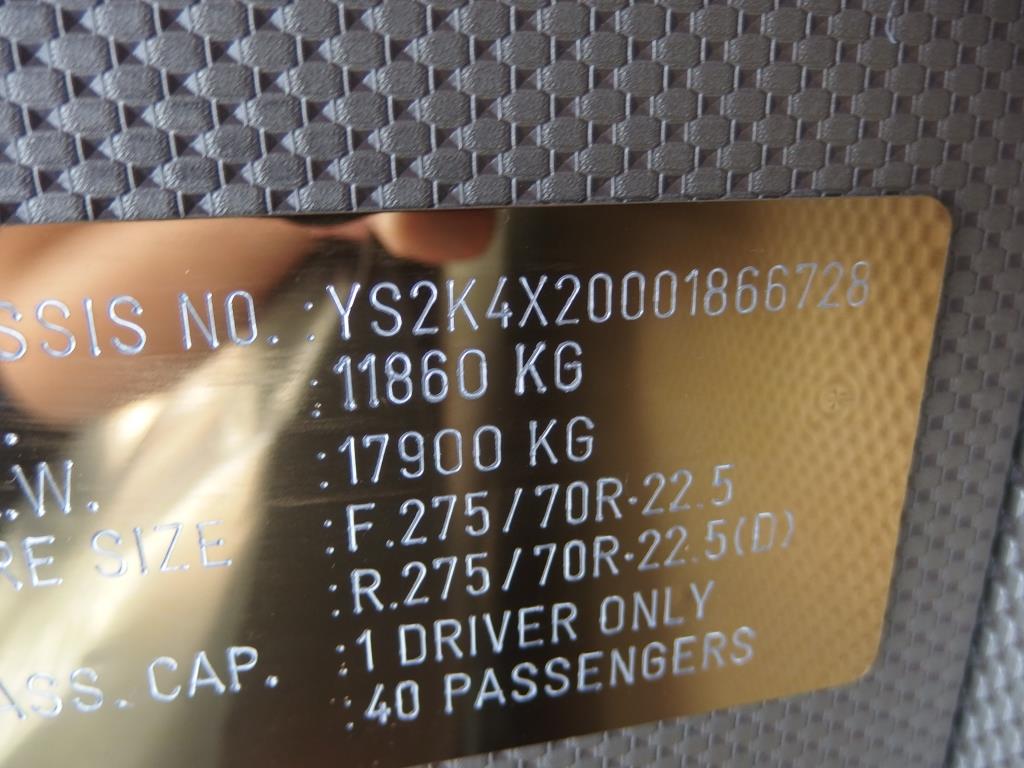 SSIS NO. :YS2K4X20001866728
:11860 KG
.W. :17900 KG
RE SIZE :F.275/70R-22.5
:R.275/70R-22.5(D)
ASS. CAP. :1 DRIVER ONLY
:40 PASSENGERS